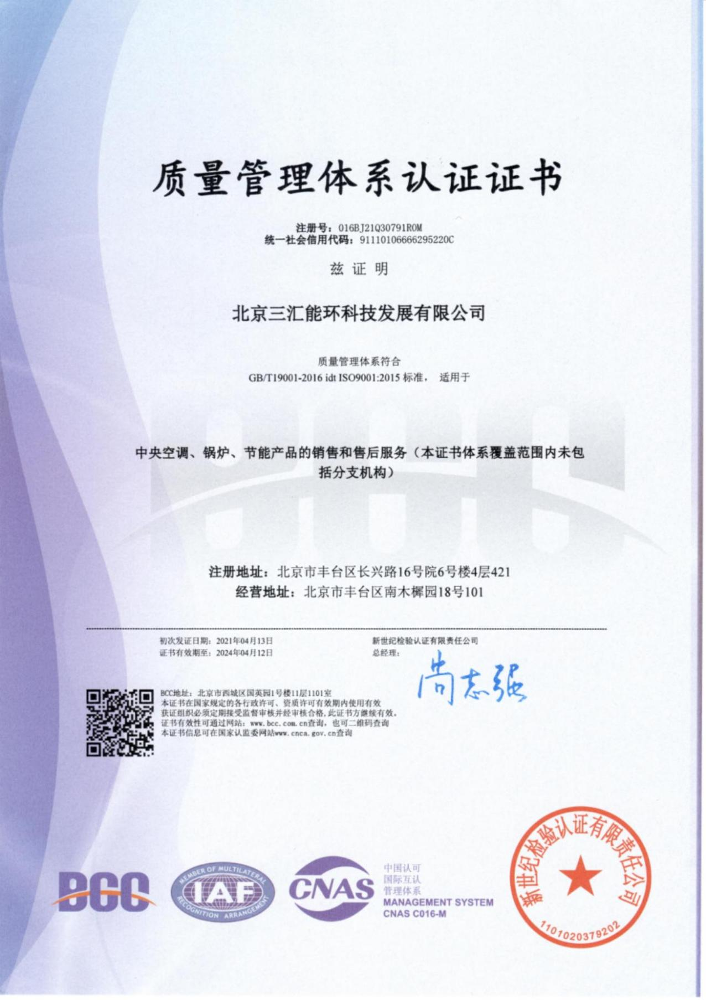 质量管理体系认证证书
注册号：016BJ21Q30791R0M
统一社会信用代码：91110106666295220C
兹 证 明
北京三汇能环科技发展有限公司
质量管理体系符合
GB/T19001-2016 idt ISO9001:2015 标准， 适用于
中央空调、锅炉、节能产品的销售和售后服务（本证书体系覆盖范围内未包
括分支机构）
注册地址：北京市丰台区长兴路16号院6号楼4层421
经营地址：北京市丰台区南木樨园18号101
初次发证日期：2021年04月13日
证书有效期至：2024年04月12日
新世纪检验认证有限责任公司
总经理：
尚志强
BCC地址：北京市西城区国英园1号楼11层1101室
本证书在国家规定的各行政许可、资质许可有效期内使用有效
获证组织必须定期接受监督审核并经审核合格,此证书方继续有效。
证书有效性可通过网站：www.bcc.com.cn查询，也可二维码查询
本证书信息可在国家认监委网站www.cnca.gov.cn查询
BCC
MEMBER OF MULTILATERAL
IAF
RECOGNITION ARRANGEMENT
CNAS
中国认可
国际互认
管理体系
MANAGEMENT SYSTEM
CNAS C016-M
新世纪检验认证有限责任公司
1101020379202